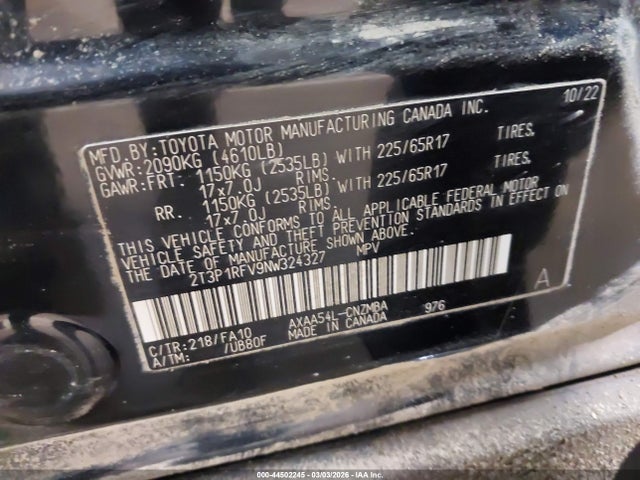 10/22
MFD.BY:TOYOTA MOTOR MANUFACTURING CANADA INC.
GVWR:2090KG (4610LB)
GAWR:FRT: 1150KG (2535LB) WITH 225/65R17 TIRES.
17x7.0J RIMS.
RR. 1150KG (2535LB) WITH 225/65R17 TIRES.
17x7.0J RIMS.
THIS VEHICLE CONFORMS TO ALL APPLICABLE FEDERAL MOTOR
VEHICLE SAFETY AND THEFT PREVENTION STANDARDS IN EFFECT ON
THE DATE OF MANUFACTURE SHOWN ABOVE.
2T3P1RFV9NW324327 MPV
A
C/TR:218/FA10 AXAA54L-CNZMBA 976
A/TM: /UB80F MADE IN CANADA
000-44502245 - 03/03/2026 - IAA Inc.